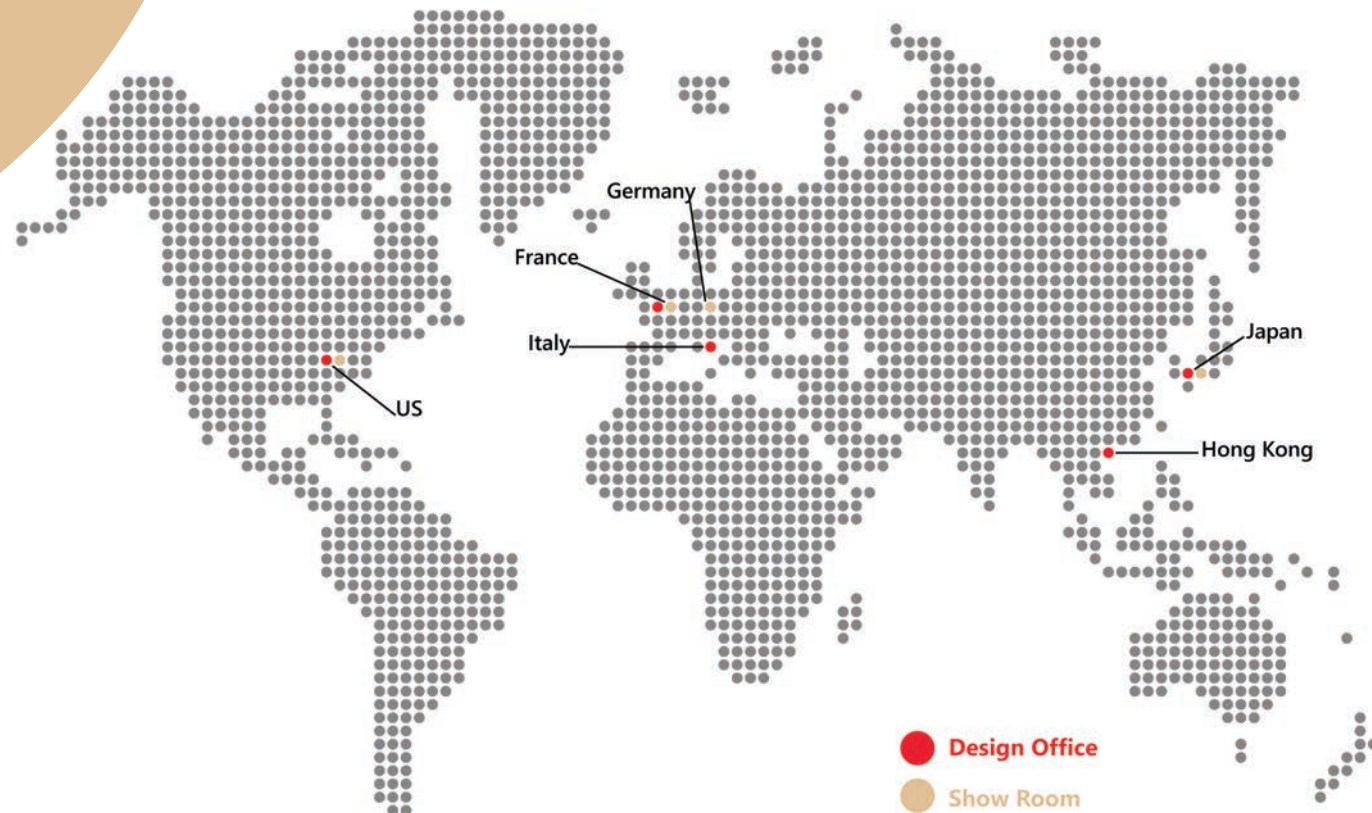 Germany
France
Italy
Japan
US
Hong Kong
Design Office
Show Room